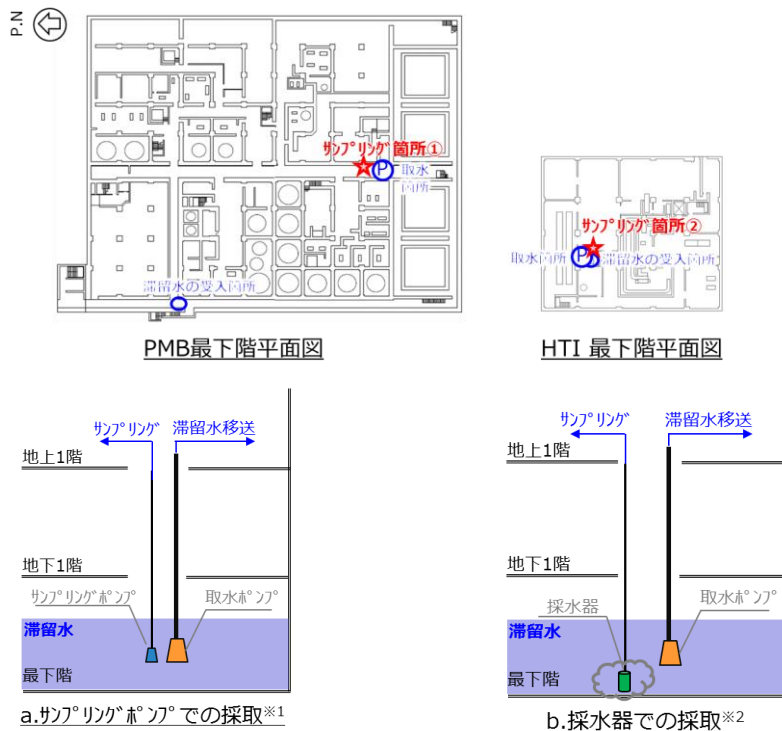 P.N
ｻﾝﾌﾟﾘﾝｸﾞ箇所①
P
取水
箇所
滞留水の受入箇所
PMB最下階平面図
ｻﾝﾌﾟﾘﾝｸﾞ箇所②
取水箇所
P
滞留水の受入箇所
HTI 最下階平面図
ｻﾝﾌﾟﾘﾝｸﾞ
滞留水移送
地上1階
地下1階
ｻﾝﾌﾟﾘﾝｸﾞﾎﾟﾝﾌﾟ
取水ﾎﾟﾝﾌﾟ
滞留水
最下階
a.ｻﾝﾌﾟﾘﾝｸﾞﾎﾟﾝﾌﾟでの採取※1
ｻﾝﾌﾟﾘﾝｸﾞ
滞留水移送
地上1階
地下1階
採水器
取水ﾎﾟﾝﾌﾟ
滞留水
最下階
b.採水器での採取※2